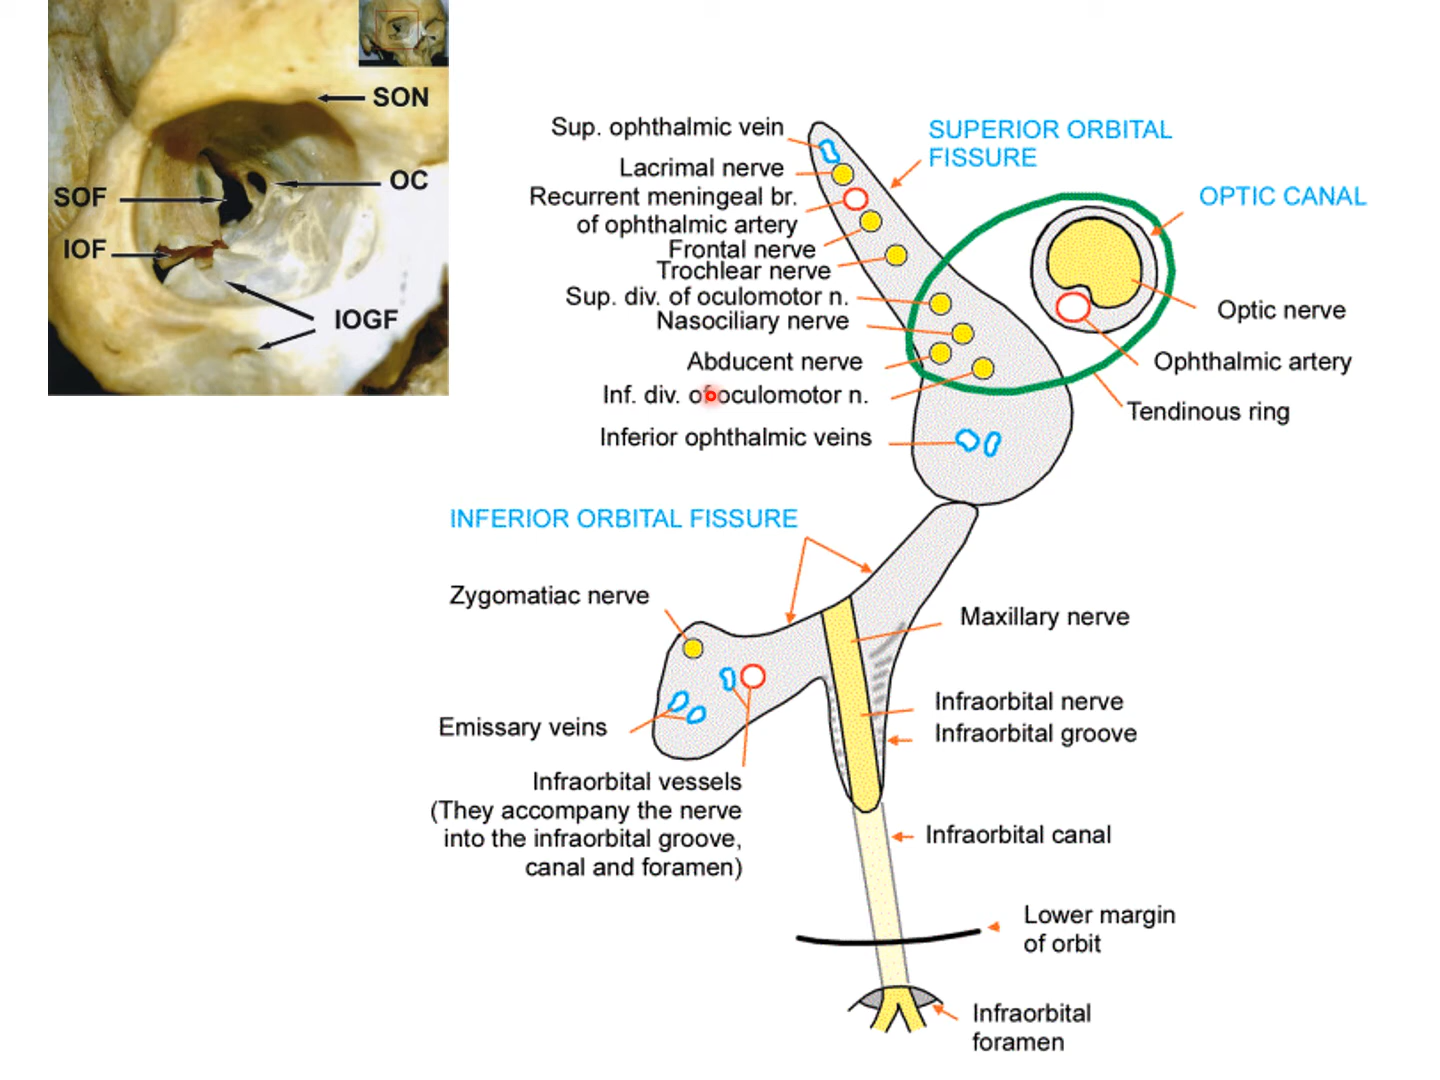 SON
OC
SOF
IOF
IOGF
Sup. ophthalmic vein
Lacrimal nerve
Recurrent meningeal br.
of ophthalmic artery
Frontal nerve
Trochlear nerve
Sup. div. of oculomotor n.
Nasociliary nerve
Abducent nerve
Inf. div. of oculomotor n.
Inferior ophthalmic veins
SUPERIOR ORBITAL
FISSURE
OPTIC CANAL
Optic nerve
Ophthalmic artery
Tendinous ring
INFERIOR ORBITAL FISSURE
Zygomatiac nerve
Emissary veins
Infraorbital vessels
(They accompany the nerve
into the infraorbital groove,
canal and foramen)
Maxillary nerve
Infraorbital nerve
Infraorbital groove
Infraorbital canal
Lower margin
of orbit
Infraorbital
foramen